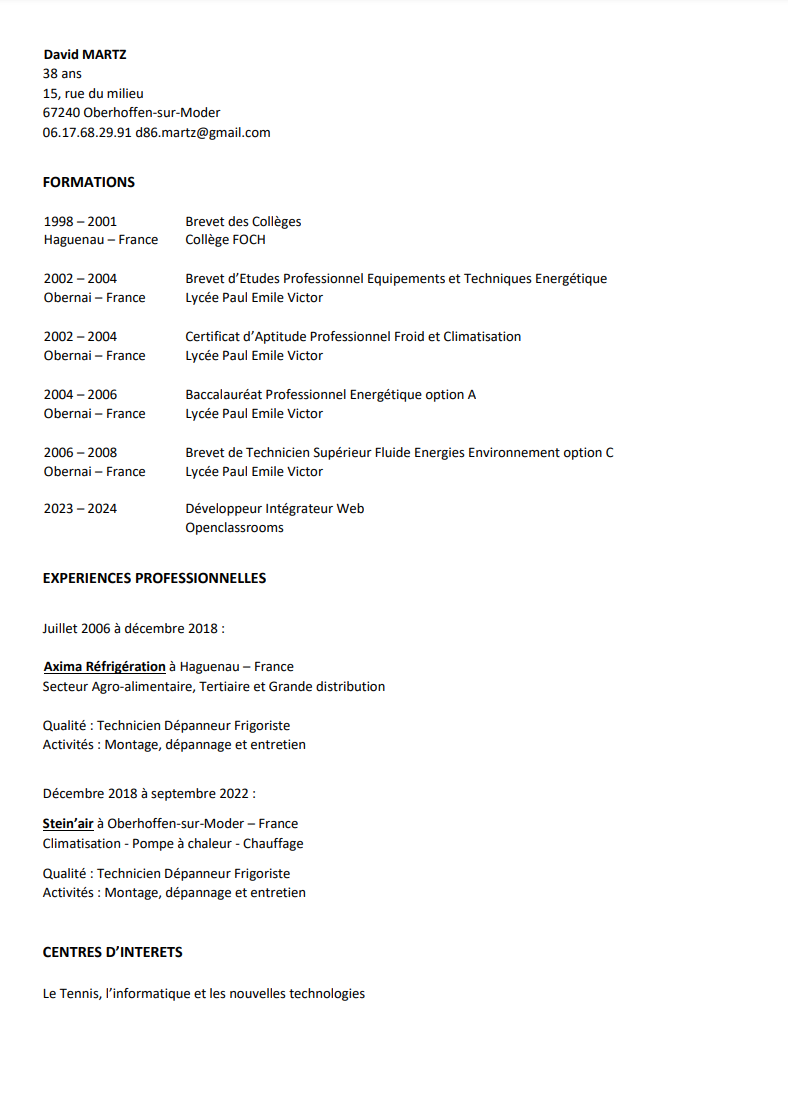 David MARTZ
38 ans
15, rue du milieu
67240 Oberhoffen-sur-Moder
06.17.68.29.91 d86.martz@gmail.com
FORMATIONS
1998 – 2001 Brevet des Collèges
Haguenau – France Collège FOCH
2002 – 2004 Brevet d’Etudes Professionnel Equipements et Techniques Energétique
Obernai – France Lycée Paul Emile Victor
2002 – 2004 Certificat d’Aptitude Professionnel Froid et Climatisation
Obernai – France Lycée Paul Emile Victor
2004 – 2006 Baccalauréat Professionnel Energétique option A
Obernai – France Lycée Paul Emile Victor
2006 – 2008 Brevet de Technicien Supérieur Fluide Energies Environnement option C
Obernai – France Lycée Paul Emile Victor
2023 – 2024 Développeur Intégrateur Web
Openclassrooms
EXPERIENCES PROFESSIONNELLES
Juillet 2006 à décembre 2018 :
Axima Réfrigération à Haguenau – France
Secteur Agro-alimentaire, Tertiaire et Grande distribution
Qualité : Technicien Dépanneur Frigoriste
Activités : Montage, dépannage et entretien
Décembre 2018 à septembre 2022 :
Stein’air à Oberhoffen-sur-Moder – France
Climatisation - Pompe à chaleur - Chauffage
Qualité : Technicien Dépanneur Frigoriste
Activités : Montage, dépannage et entretien
CENTRES D’INTERETS
Le Tennis, l’informatique et les nouvelles technologies